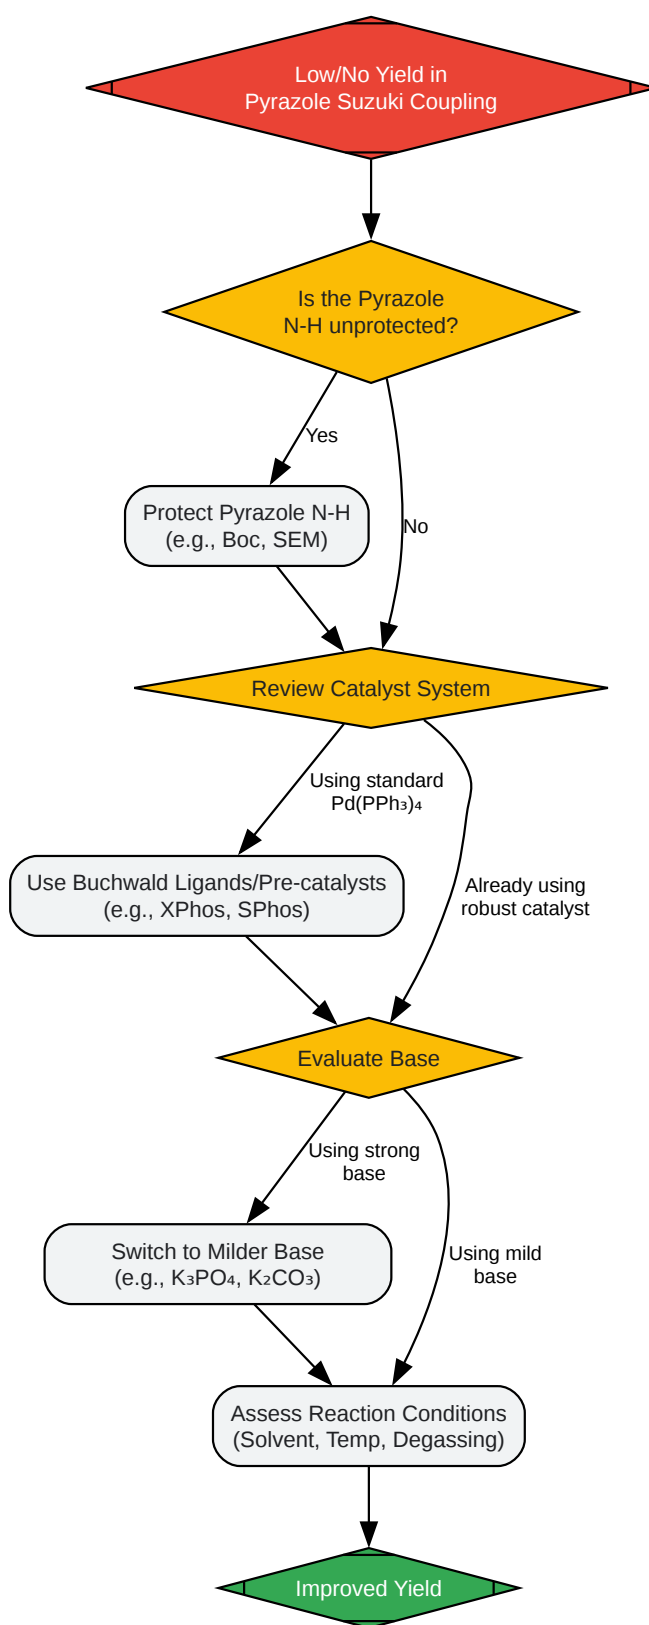 Low/No Yield in
Pyrazole Suzuki Coupling
Is the Pyrazole
N-H unprotected?
Yes
Protect Pyrazole N-H
(e.g., Boc, SEM)
No
Review Catalyst System
Using standard
Pd(PPh₃)₄
Use Buchwald Ligands/Pre-catalysts
(e.g., XPhos, SPhos)
Already using
robust catalyst
Evaluate Base
Using strong
base
Switch to Milder Base
(e.g., K₃PO₄, K₂CO₃)
Using mild
base
Assess Reaction Conditions
(Solvent, Temp, Degassing)
Improved Yield